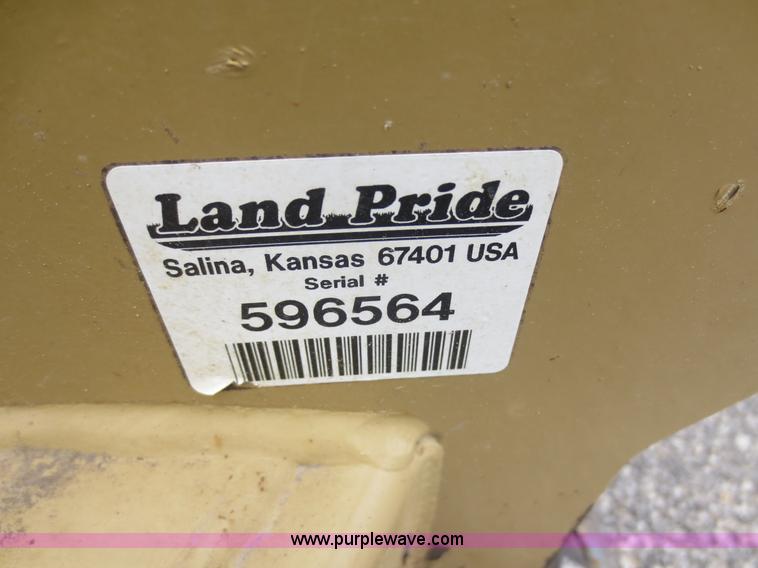 Land Pride
Salina, Kansas 67401 USA
Serial #
596564
www.purplewave.com